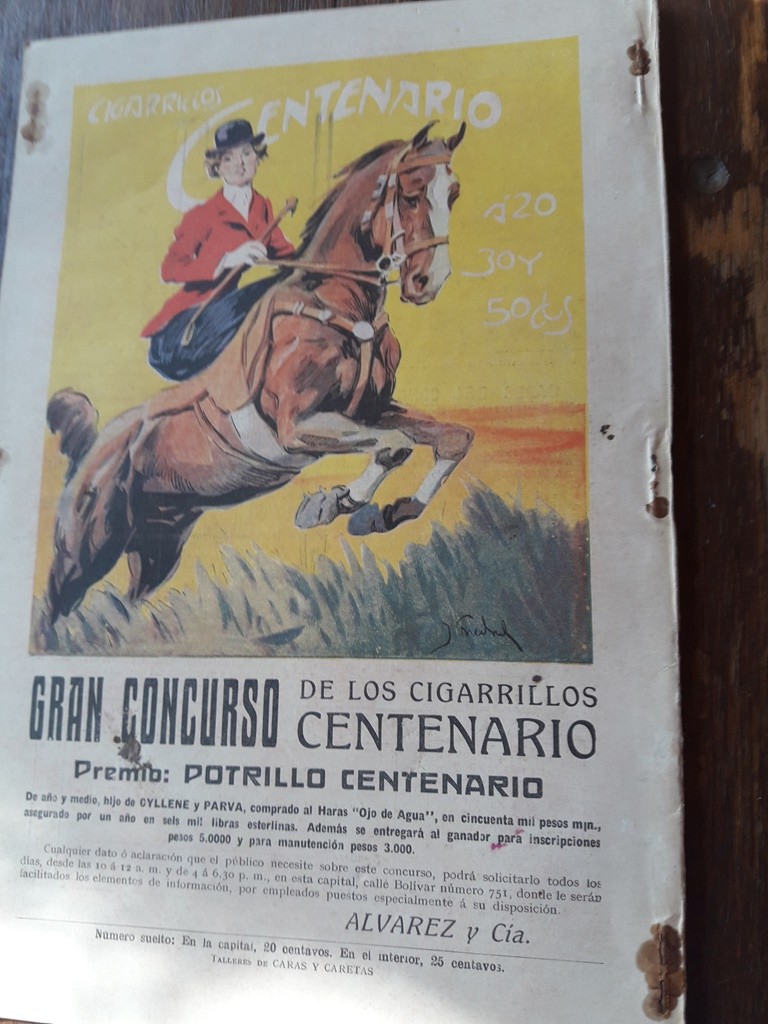 CIGARRILLOS
CENTENARIO
á 20
30 Y
50 cts
GRAN CONCURSO DE LOS CIGARRILLOS
CENTENARIO
Premio: POTRILLO CENTENARIO
De año y medio, hijo de CYLLENE y PARVA, comprado al Haras "Ojo de Agua", en cincuenta mil pesos m|n.,
asegurado por un año en seis mil libras esterlinas. Además se entregará al ganador para inscripciones
pesos 5.0000 y para manutención pesos 3.000.
Cualquier dato ó aclaración que el público necesite sobre este concurso, podrá solicitarlo todos los
días, desde las 10 á 12 a. m. y de 4 á 6.30 p. m., en esta capital, calle Bolívar número 751, donde le serán
facilitados los elementos de información, por empleados puestos especialmente á su disposición.
ALVAREZ y Cía.
Número suelto: En la capital, 20 centavos. En el interior, 25 centavos.
TALLERES DE CARAS Y CARETAS